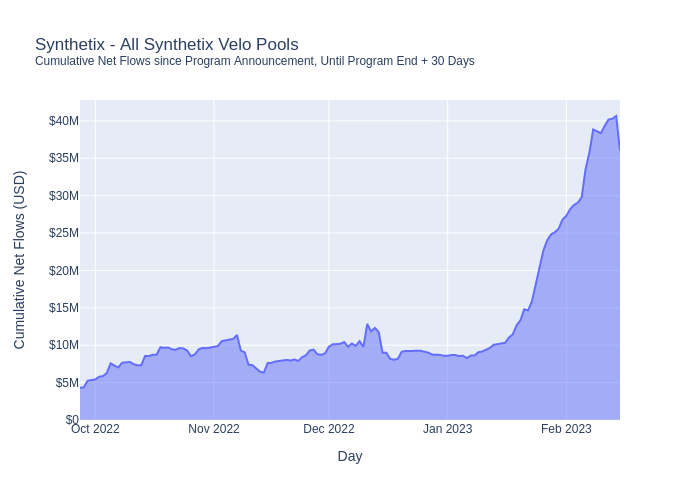 Synthetix - All Synthetix Velo Pools
Cumulative Net Flows since Program Announcement, Until Program End + 30 Days
Cumulative Net Flows (USD)
$40M
$35M
$30M
$25M
$20M
$15M
$10M
$5M
$0
Oct 2022
Nov 2022
Dec 2022
Jan 2023
Feb 2023
Day